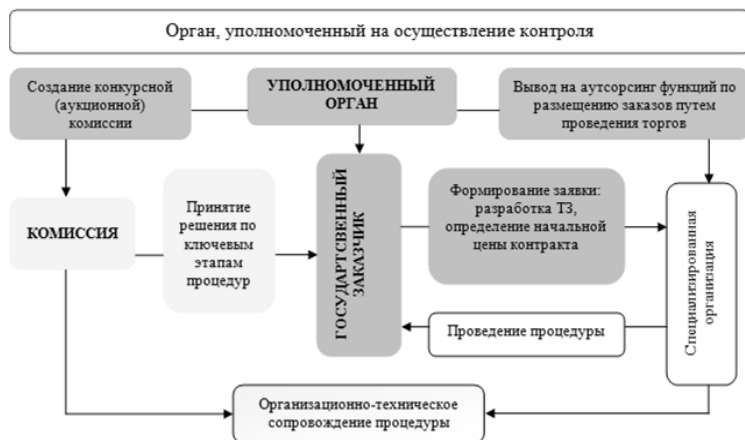 Орган, уполномоченный на осуществление контроля
Создание конкурсной
(аукционной)
комиссии
УПОЛНОМОЧЕННЫЙ
ОРГАН
Вывод на аутсорсинг функций по
размещению заказов путем
проведения торгов
КОМИССИЯ
Принятие
решения по
ключевым
этапам
процедур
ГОСУДАРТСВЕННЫЙ
ЗАКАЗЧИК
Формирование заявки:
разработка ТЗ,
определение начальной
цены контракта
Специализированная
организация
Проведение процедуры
Организационно-техническое
сопровождение процедуры